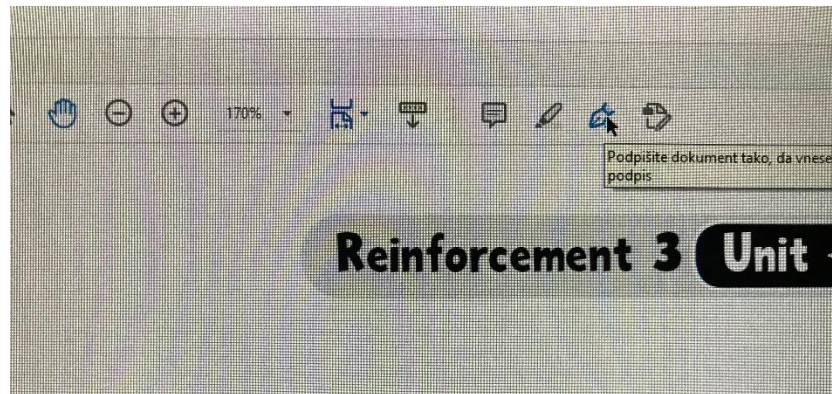 170%
Podpišite dokument tako, da vnese
podpis
Reinforcement 3 Unit